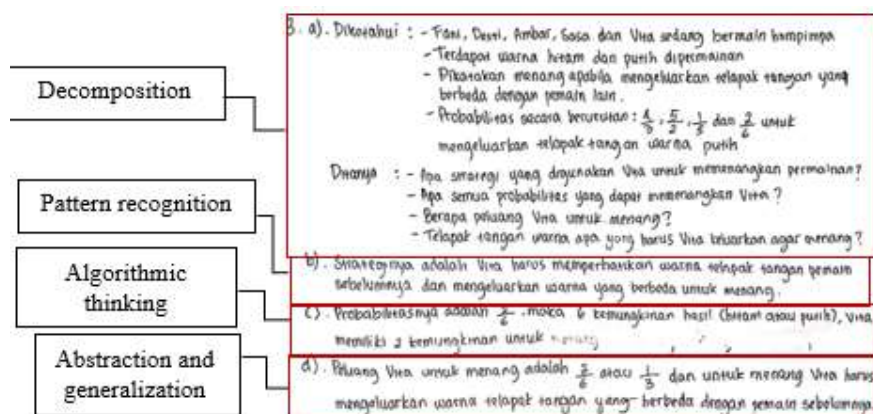 Decomposition
Pattern recognition
Algorithmic
thinking
Abstraction and
generalization
3. a). Diketahui : - Fani, Desti, Ambar, Sasa dan Vita sedang bermain hompimpa
- Terdapat warna hitam dan putih dipermainan
- Dikatakan menang apabila mengeluarkan telapak tangan yang
berbeda dengan pemain lain.
- Probabilitas secara berurutan : , 5/2, 1/3 dan 2/6 untuk
mengeluarkan telapak tangan warna putih
Ditanya : - Apa strategi yang digunakan Vita untuk memenangkan permainan?
- Apa semua probabilitas yang dapat memenangkan Vita?
- Berapa peluang Vita untuk menang?
- Telapak tangan warna apa yang harus Vita keluarkan agar menang?
b). Strateginya adalah Vita harus memperhatikan warna telapak tangan pemain
sebelumnya dan mengeluarkan warna yang berbeda untuk menang.
c). Probabilitasnya adalah 2/6, maka 6 kemungkinan hasil (hitam atau putih), Vita
memiliki 2 kemungkinan untuk menang
d). Peluang Vita untuk menang adalah 2/6 atau 1/3 dan untuk menang Vita harus
mengeluarkan warna telapak tangan yang berbeda dengan pemain sebelumnya